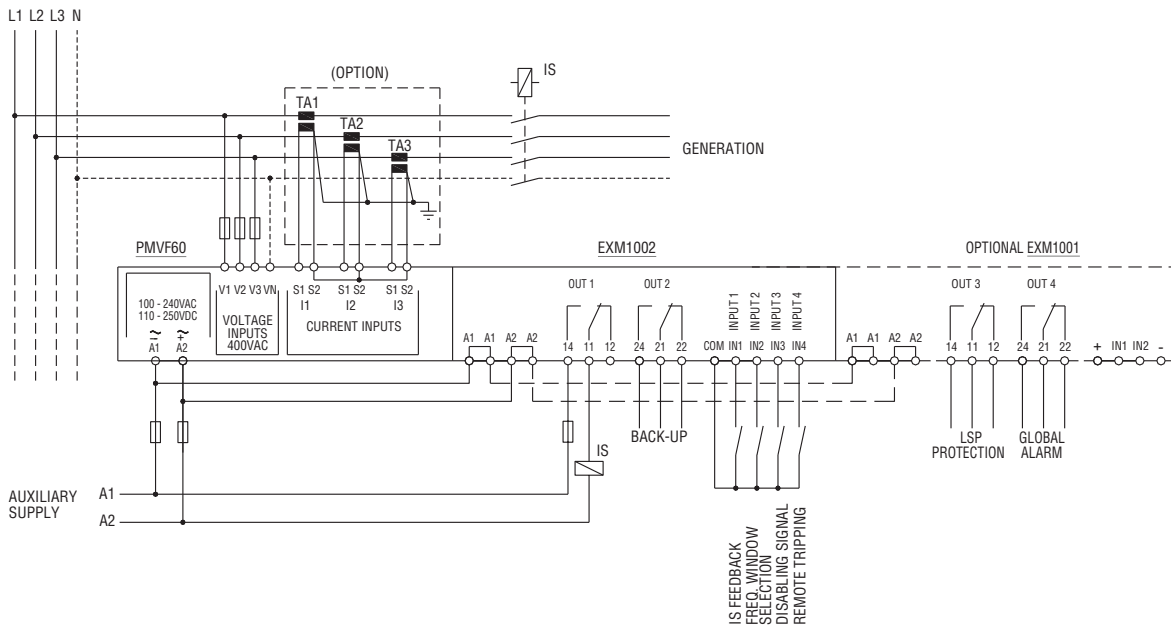 L1 L2 L3 N
(OPTION)
IS
TA1
TA2
TA3
GENERATION
PMVF60
EXM1002
OPTIONAL EXM1001
100 - 240VAC
110 - 250VDC
~ ~
– +
A1 A2
V1 V2 V3 VN
VOLTAGE
INPUTS
400VAC
S1 S2 S1 S2 S1 S2
I1 I2 I3
CURRENT INPUTS
A1 A1 A2 A2
OUT 1
14 11 12
OUT 2
24 21 22
INPUT 1
INPUT 2
INPUT 3
INPUT 4
COM IN1 IN2 IN3 IN4
A1 A1 A2 A2
OUT 3
14 11 12
OUT 4
24 21 22
+ IN1 IN2 -
BACK-UP
LSP
PROTECTION
GLOBAL
ALARM
IS
AUXILIARY
SUPPLY
A1
A2
IS FEEDBACK
FREQ. WINDOW
SELECTION
DISABLING SIGNAL
REMOTE TRIPPING